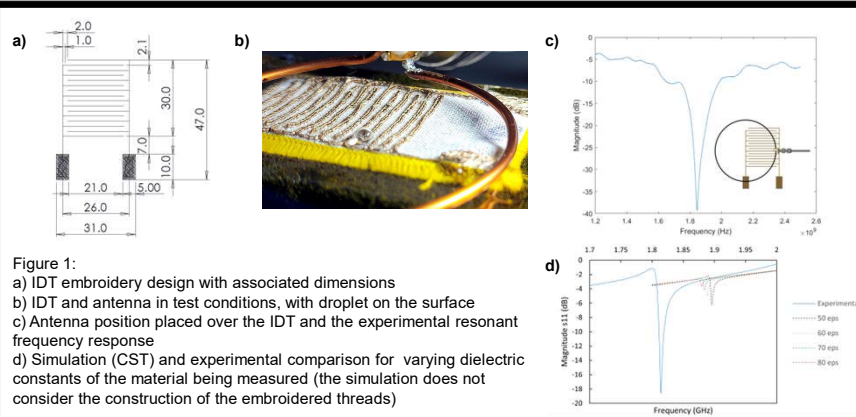 a)
2.0
1.0
2.1
30.0
47.0
7.0
10.0
21.0
5.00
26.0
31.0
b)
c)
0
-5
-10
-15
-20
-25
-30
-35
-40
Magnitude (dB)
1.2 1.4 1.6 1.8 2 2.2 2.4 2.6
Frequency (Hz)
×10⁹
d)
1.7 1.75 1.8 1.85 1.9 1.95 2
0
-2
-4
-6
-8
-10
-12
-14
-16
-18
-20
Magnitude s11 (dB)
Frequency (GHz)
Experimenta
50 eps
60 eps
70 eps
80 eps
Figure 1:
a) IDT embroidery design with associated dimensions
b) IDT and antenna in test conditions, with droplet on the surface
c) Antenna position placed over the IDT and the experimental resonant
frequency response
d) Simulation (CST) and experimental comparison for varying dielectric
constants of the material being measured (the simulation does not
consider the construction of the embroidered threads)